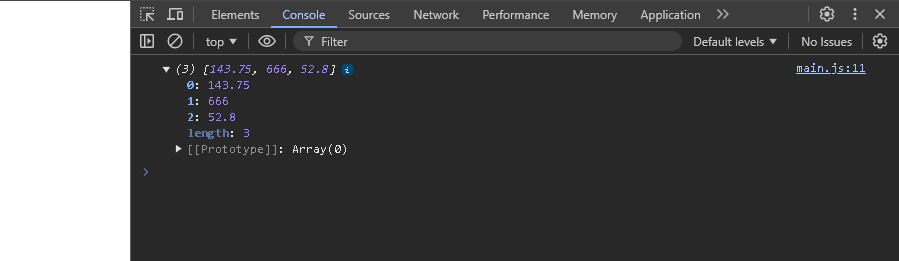 Elements Console Sources Network Performance Memory Application
top Filter Default levels No Issues
(3) [143.75, 666, 52.8] i main.js:11
0: 143.75
1: 666
2: 52.8
length: 3
[[Prototype]]: Array(0)